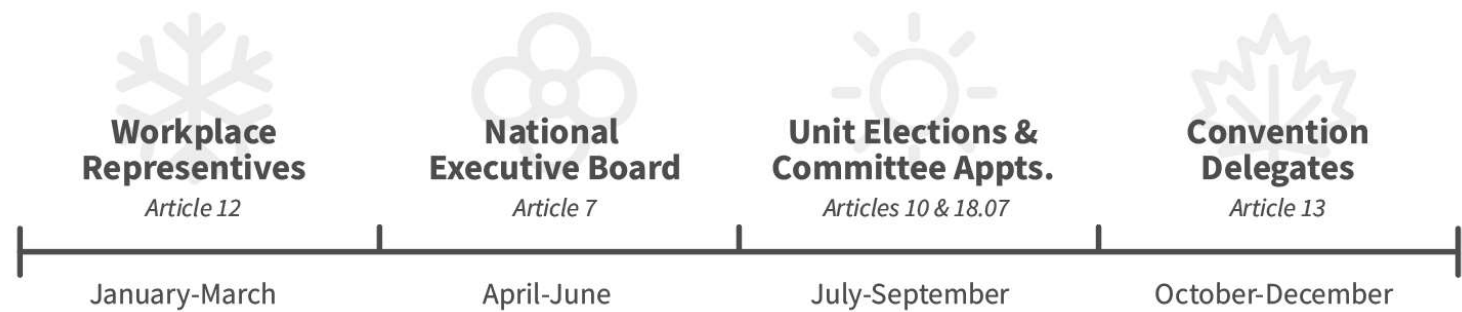 Workplace
Representives
Article 12
National
Executive Board
Article 7
Unit Elections &
Committee Appts.
Articles 10 & 18.07
Convention
Delegates
Article 13
January-March
April-June
July-September
October-December